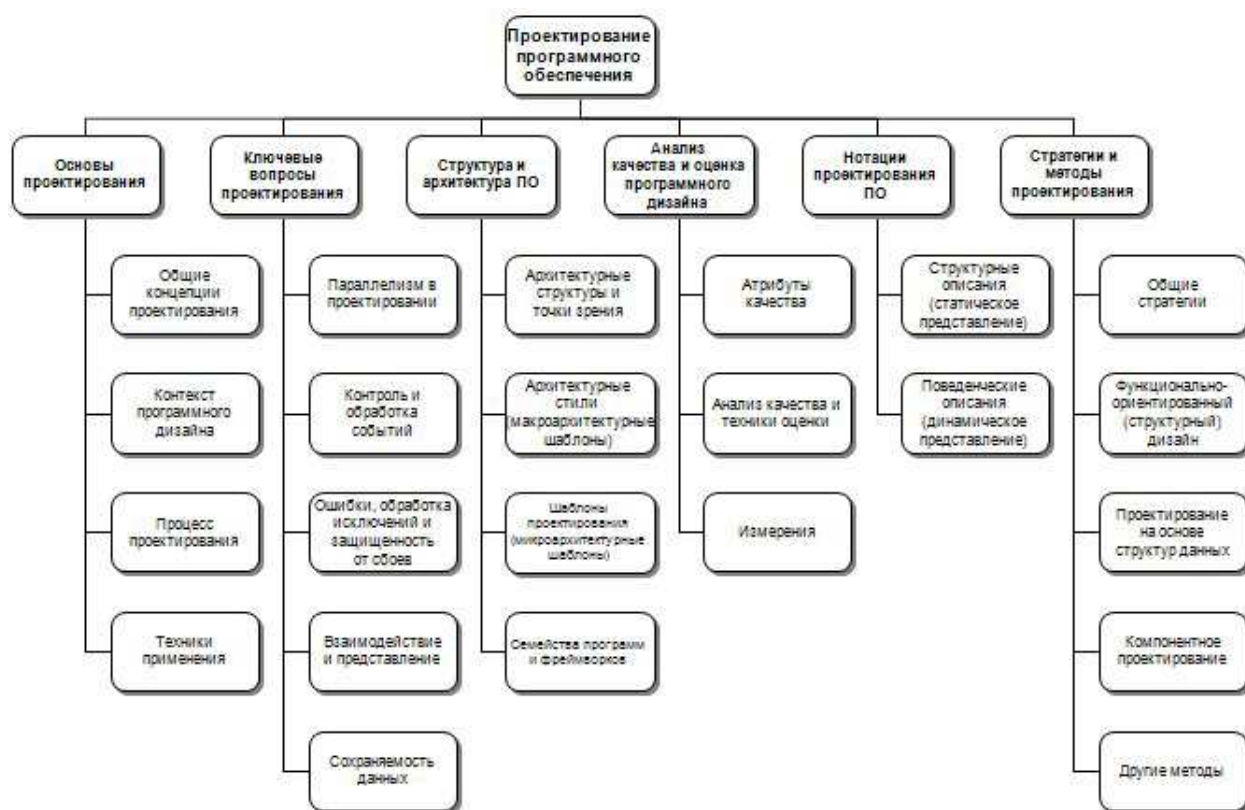 Проектирование
программного
обеспечения
Основы
проектирования
Ключевые
вопросы
проектирования
Структура и
архитектура ПО
Анализ
качества и оценка
программного
дизайна
Нотации
проектирования
ПО
Стратегии и
методы
проектирования
Общие
концепции
проектирования
Контекст
программного
дизайна
Процесс
проектирования
Техники
применения
Параллелизм в
проектировании
Контроль и
обработка
событий
Ошибки, обработка
исключений и
защищенность
от сбоев
Взаимодействие
и представление
Сохраняемость
данных
Архитектурные
структуры и
точки зрения
Архитектурные
стили
(макроархитектурные
шаблоны)
Шаблоны
проектирования
(микроархитектурные
шаблоны)
Семейства программ
и фреймворков
Атрибуты
качества
Анализ качества и
техники оценки
Измерения
Структурные
описания
(статическое
представление)
Поведенческие
описания
(динамическое
представление)
Общие
стратегии
Функционально-
ориентированный
(структурный)
дизайн
Проектирование
на основе
структур данных
Компонентное
проектирование
Другие методы